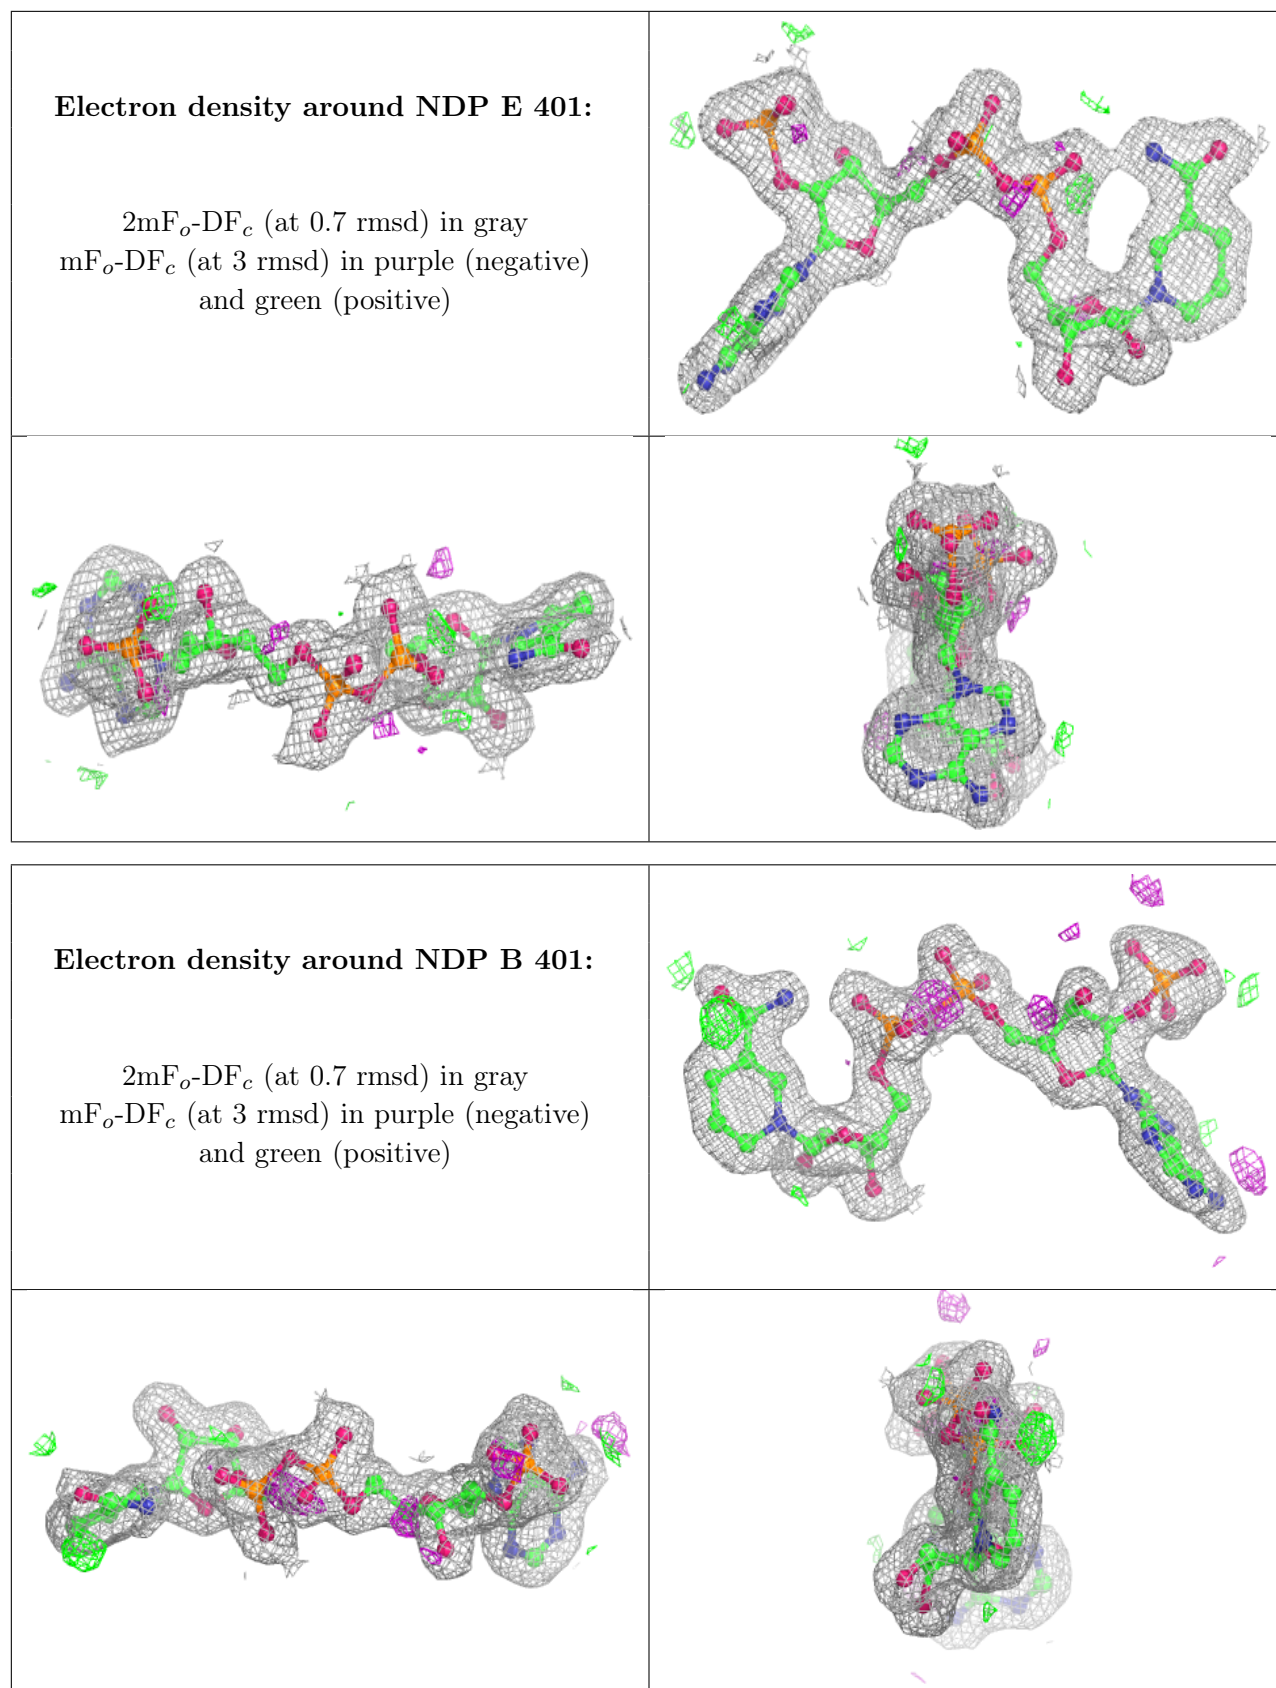 Electron density around NDP E 401:
2mFo-DFc (at 0.7 rmsd) in gray
mFo-DFc (at 3 rmsd) in purple (negative)
and green (positive)
Electron density around NDP B 401:
2mFo-DFc (at 0.7 rmsd) in gray
mFo-DFc (at 3 rmsd) in purple (negative)
and green (positive)